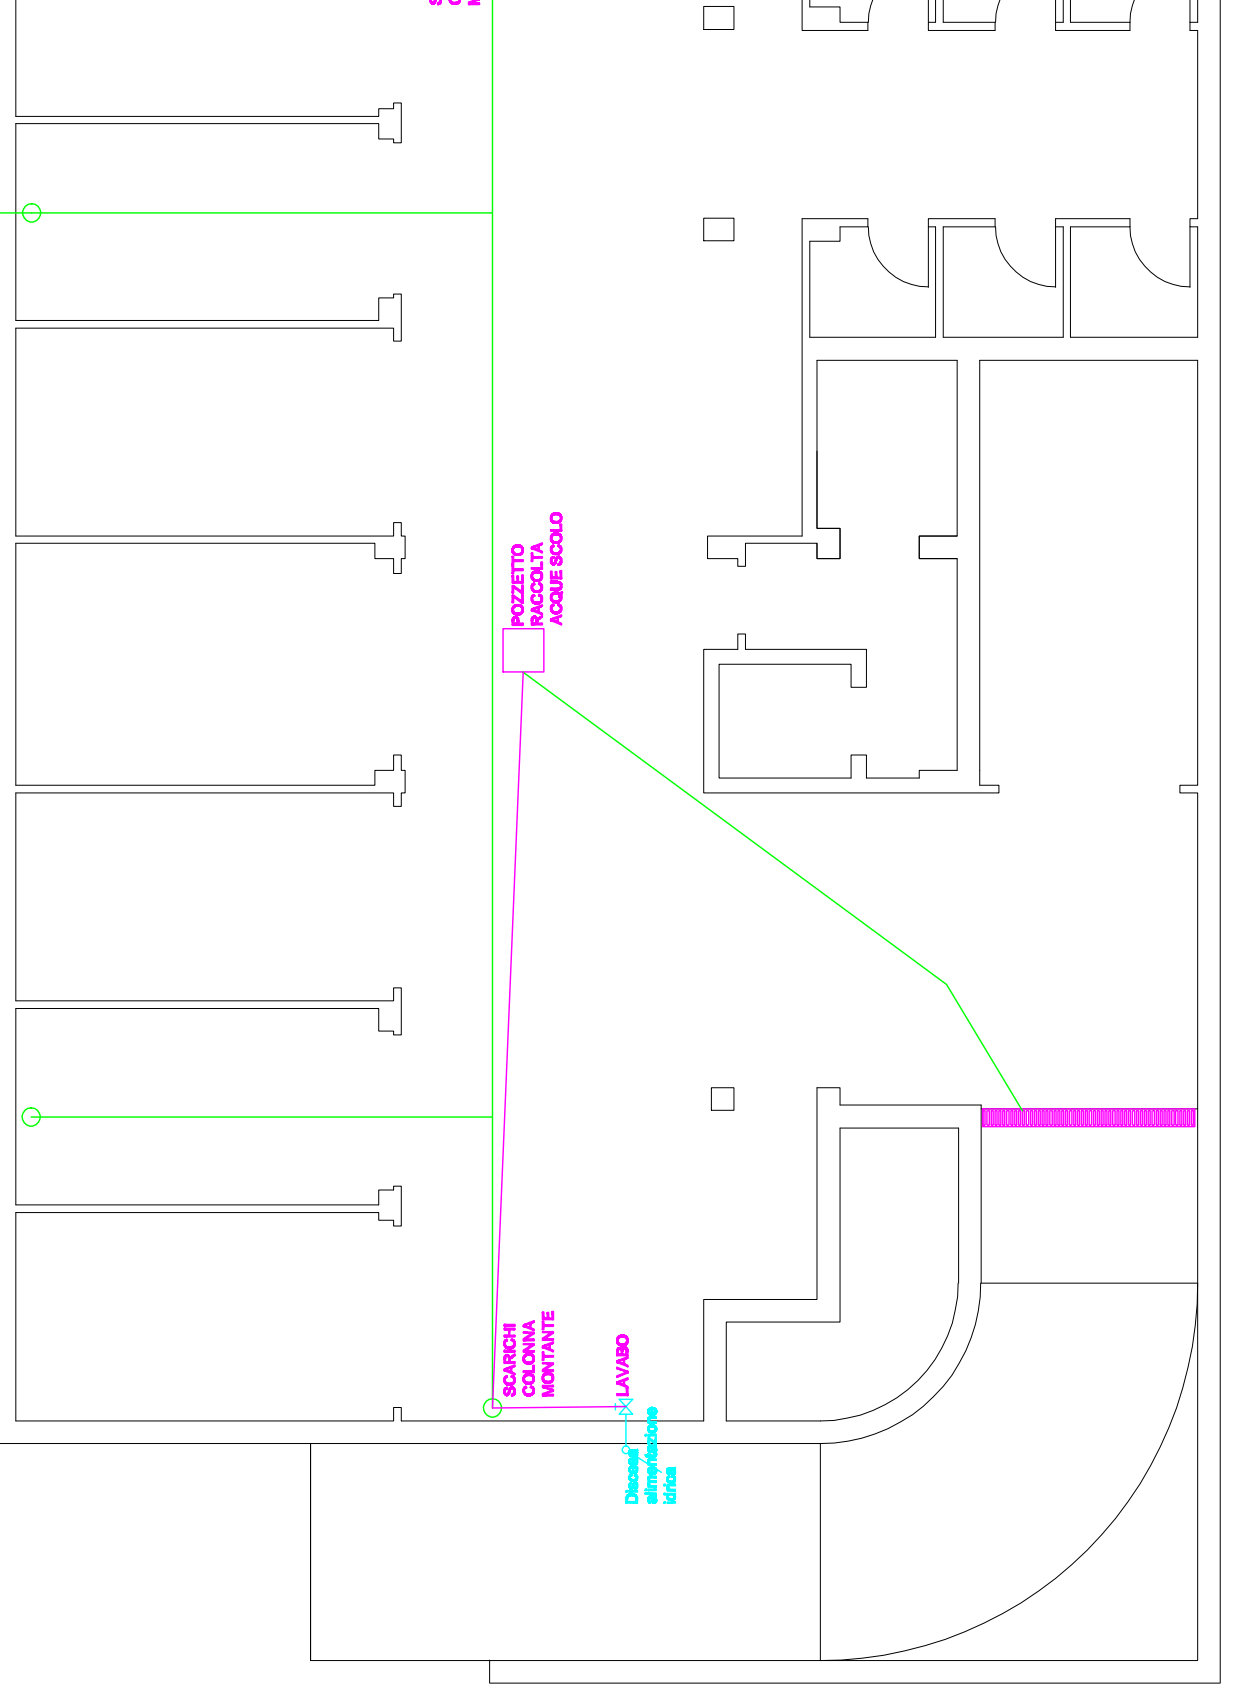 POZZETTO
RACCOLTA
ACQUE SCOLO
SCARICHI
COLONNA
MONTANTE
LAVABO
Discesa
alimentazione
idrica